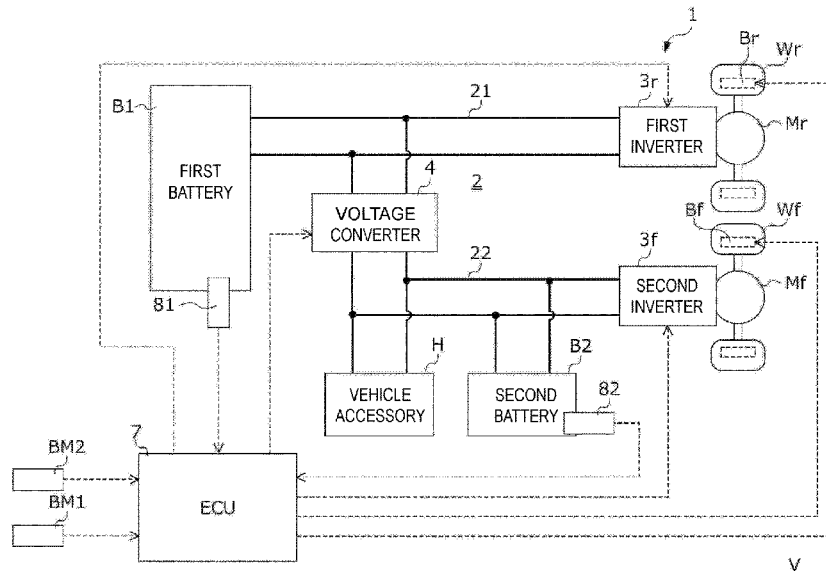 1
Br
Wr
B1
21
3r
FIRST
INVERTER
Mr
FIRST
BATTERY
4
2
VOLTAGE
CONVERTER
Bf
Wf
22
3f
SECOND
INVERTER
Mf
81
H
B2
VEHICLE
ACCESSORY
SECOND
BATTERY
82
7
BM2
ECU
BM1
V